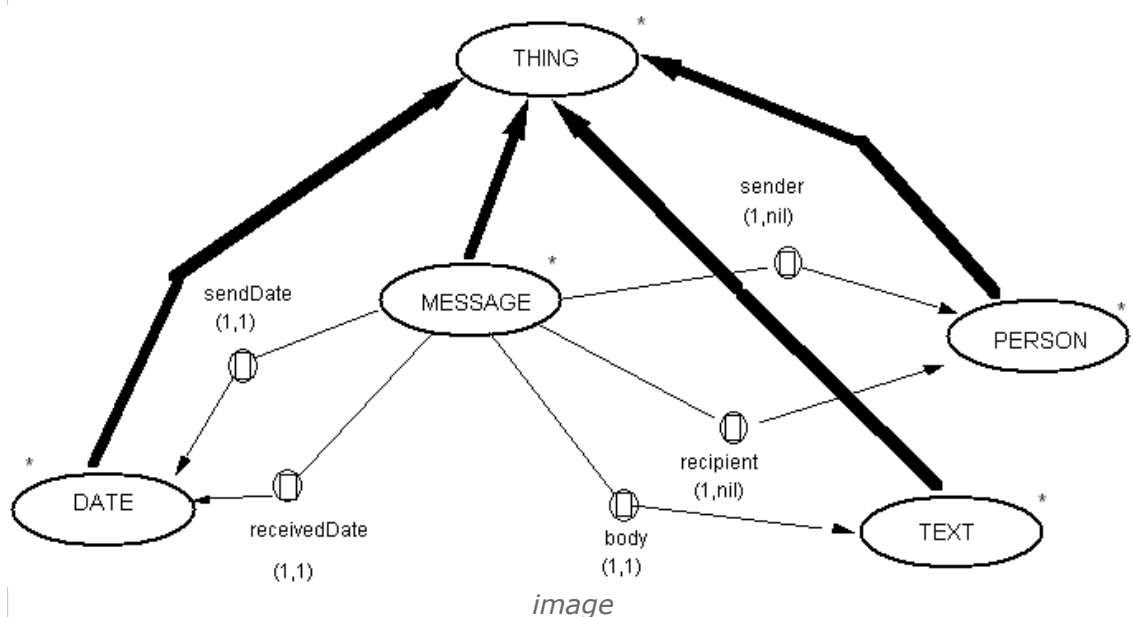 *
THING
sender
(1,nil)
*
sendDate
(1,1)
MESSAGE
*
PERSON
*
DATE
recipient
(1,nil)
*
TEXT
receivedDate
(1,1)
body
(1,1)
image